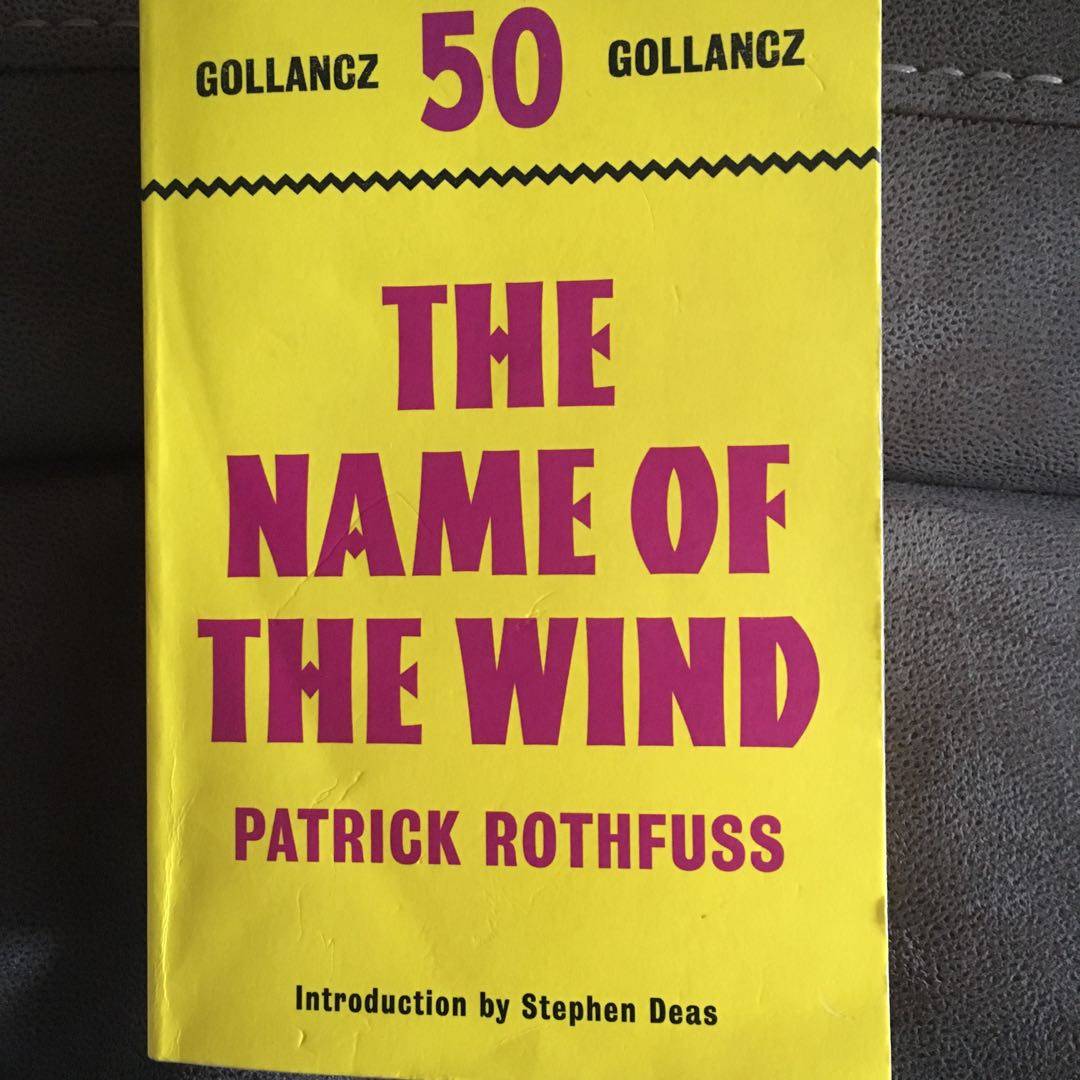 GOLLANCZ 50 GOLLANCZ
THE
NAME OF
THE WIND
PATRICK ROTHFUSS
Introduction by Stephen Deas